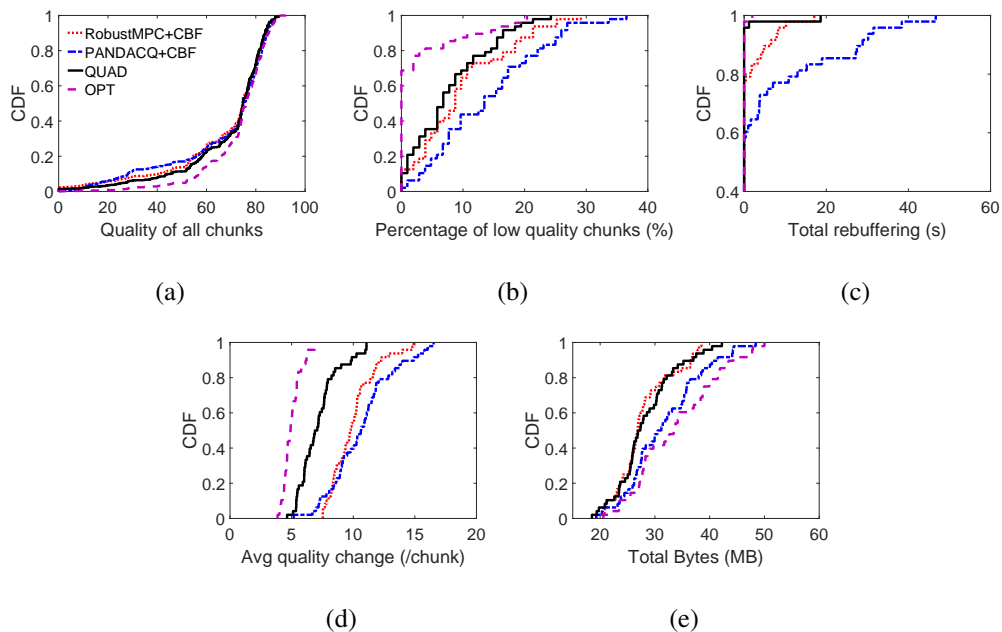 1
0.8
0.6
0.4
0.2
0
CDF
RobustMPC+CBF
PANDACQ+CBF
QUAD
OPT
0 20 40 60 80 100
Quality of all chunks
(a)
1
0.8
0.6
0.4
0.2
0
CDF
0 10 20 30 40
Percentage of low quality chunks (%)
(b)
1
0.8
0.6
0.4
CDF
0 20 40 60
Total rebuffering (s)
(c)
1
0.8
0.6
0.4
0.2
0
CDF
0 5 10 15 20
Avg quality change (/chunk)
(d)
1
0.8
0.6
0.4
0.2
0
CDF
20 30 40 50 60
Total Bytes (MB)
(e)